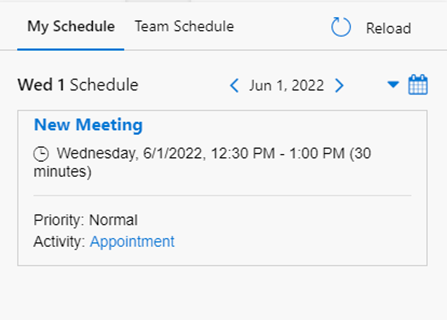 My Schedule Team Schedule Reload
Wed 1 Schedule Jun 1, 2022
New Meeting
Wednesday, 6/1/2022, 12:30 PM - 1:00 PM (30
minutes)
Priority: Normal
Activity: Appointment